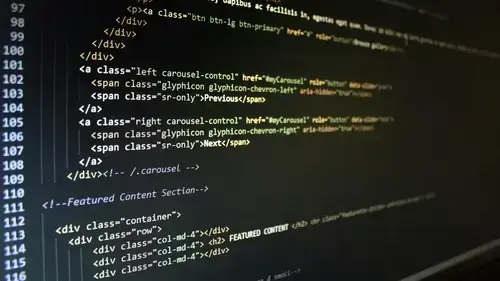 97 dapibus ac facilisis in, egestas eget quam.
98 <p><a class="btn btn-lg btn-primary" href="#" role="button">Browse gallery
99 </div>
100 </div>
101 </div>
102 <a class="left carousel-control" href="#myCarousel" role="button" data-slide="prev">
103 <span class="glyphicon glyphicon-chevron-left" aria-hidden="true"></span>
104 <span class="sr-only">Previous</span>
105 </a>
106 <a class="right carousel-control" href="#myCarousel" role="button" data-slide="next">
107 <span class="glyphicon glyphicon-chevron-right" aria-hidden="true"></span>
108 <span class="sr-only">Next</span>
109 </a>
110 </div><!-- /.carousel -->
111 <!--Featured Content Section-->
112
113 <div class="container">
114 <div class="row">
115 <div class="col-md-4"></div>
116 <div class="col-md-4"> <h2> FEATURED CONTENT </h2> <hr class="
<div class="col-md-4"></div>